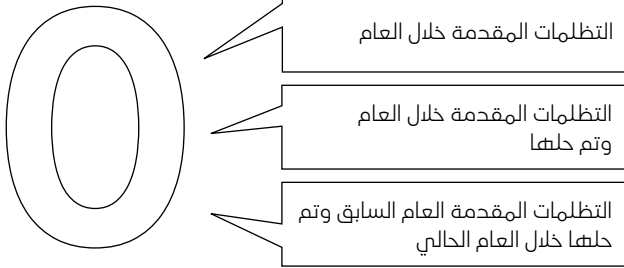 0
التظلمات المقدمة خلال العام
التظلمات المقدمة خلال العام
وتم حلها
التظلمات المقدمة العام السابق وتم
حلها خلال العام الحالي